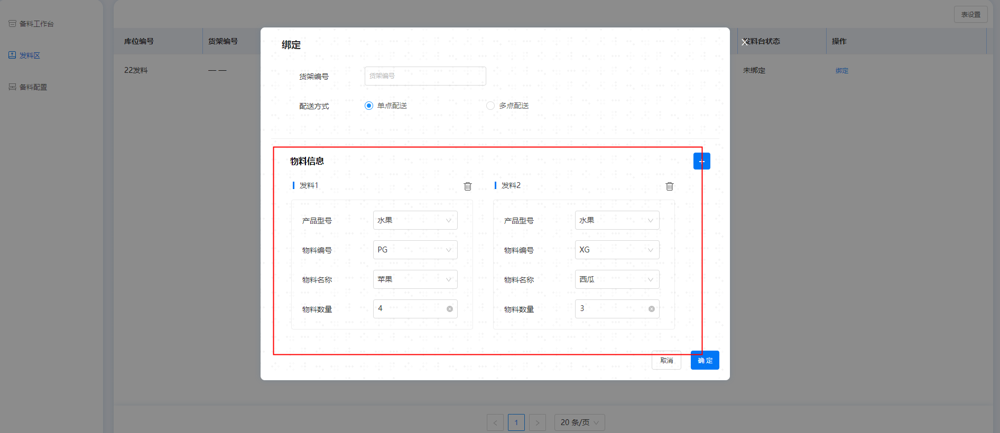 备料工作台
发料区
备料配置
表设置
库位编号
货架编号
发料台状态
操作
22发料
— —
未绑定
绑定
绑定
X
货架编号
货架编号
配送方式
单点配送
多点配送
物料信息
+
发料1
产品型号
水果
物料编号
PG
物料名称
苹果
物料数量
4
发料2
产品型号
水果
物料编号
XG
物料名称
西瓜
物料数量
3
取消
确 定
<
1
>
20 条/页